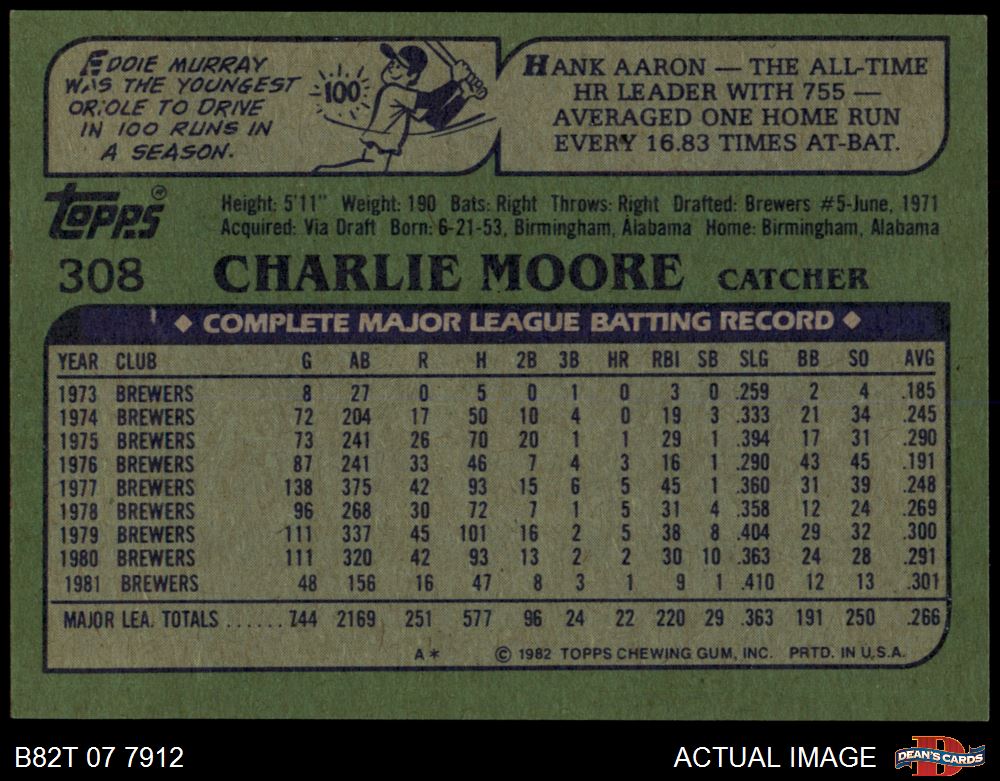 EDDIE MURRAY
WAS THE YOUNGEST
ORIOLE TO DRIVE
IN 100 RUNS IN
A SEASON.
100
HANK AARON — THE ALL-TIME
HR LEADER WITH 755 —
AVERAGED ONE HOME RUN
EVERY 16.83 TIMES AT-BAT.
TOPPS®
Height: 5'11" Weight: 190 Bats: Right Throws: Right Drafted: Brewers #5-June, 1971
Acquired: Via Draft Born: 6-21-53, Birmingham, Alabama Home: Birmingham, Alabama
308 CHARLIE MOORE CATCHER
◆ COMPLETE MAJOR LEAGUE BATTING RECORD ◆
YEAR CLUB G AB R H 2B 3B HR RBI SB SLG BB SO AVG
1973 BREWERS 8 27 0 5 0 1 0 3 0 .259 2 4 .185
1974 BREWERS 72 204 17 50 10 4 0 19 3 .333 21 34 .245
1975 BREWERS 73 241 26 70 20 1 1 29 1 .394 17 31 .290
1976 BREWERS 87 241 33 46 7 4 3 16 1 .290 43 45 .191
1977 BREWERS 138 375 42 93 15 6 5 45 1 .360 31 39 .248
1978 BREWERS 96 268 30 72 7 1 5 31 4 .358 12 24 .269
1979 BREWERS 111 337 45 101 16 2 5 38 8 .404 29 32 .300
1980 BREWERS 111 320 42 93 13 2 2 30 10 .363 24 28 .291
1981 BREWERS 48 156 16 47 8 3 1 9 1 .410 12 13 .301
MAJOR LEA. TOTALS ...... 744 2169 251 577 96 24 22 220 29 .363 191 250 .266
A* © 1982 TOPPS CHEWING GUM, INC. PRTD. IN U.S.A.
B82T 07 7912 ACTUAL IMAGE D DEAN'S CARDS